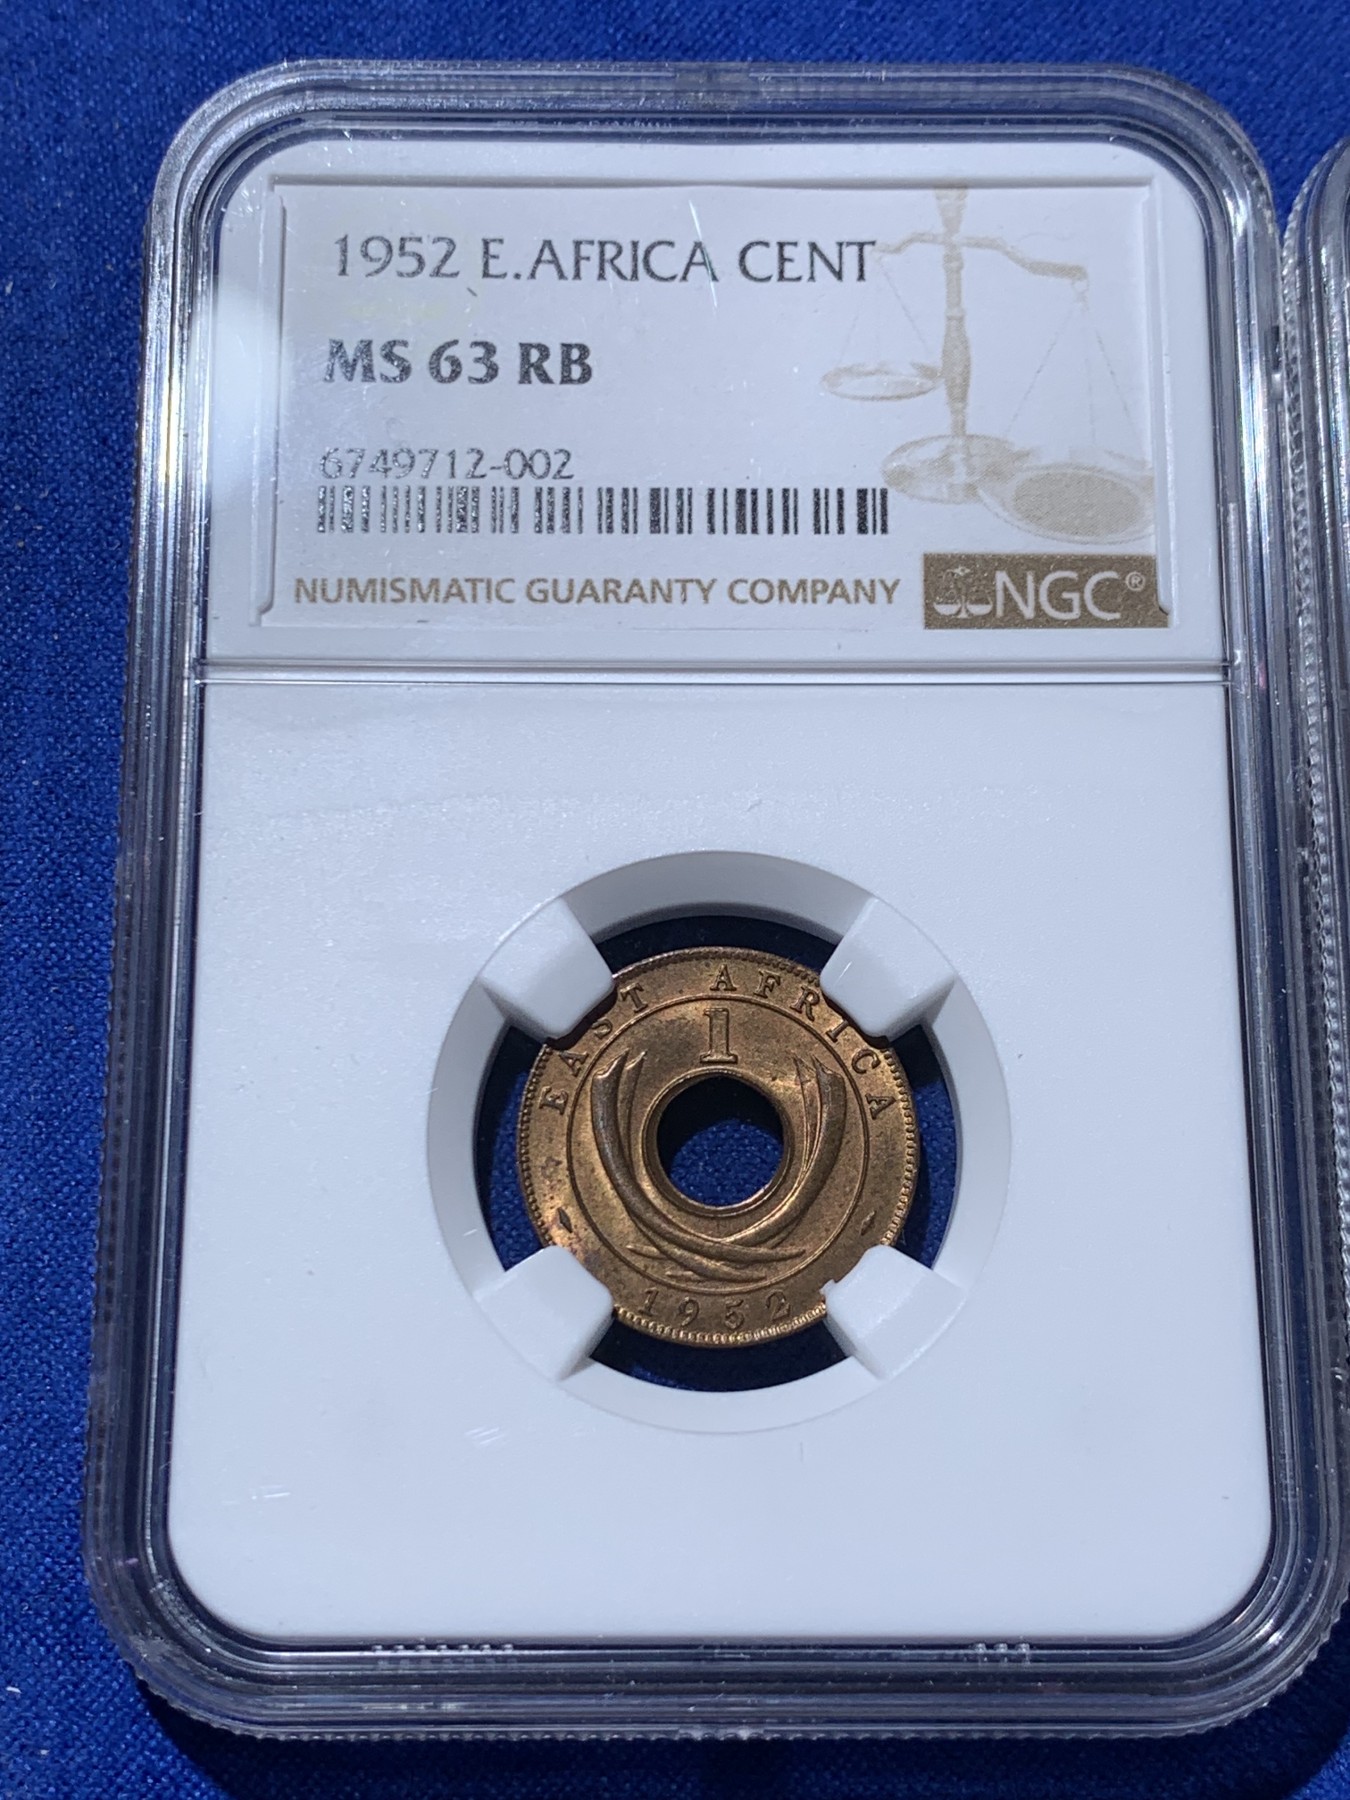 1952 E.AFRICA CENT
MS 63 RB
6749712-002
NUMISMATIC GUARANTY COMPANY
NGC®
EAST AFRICA
1
1952